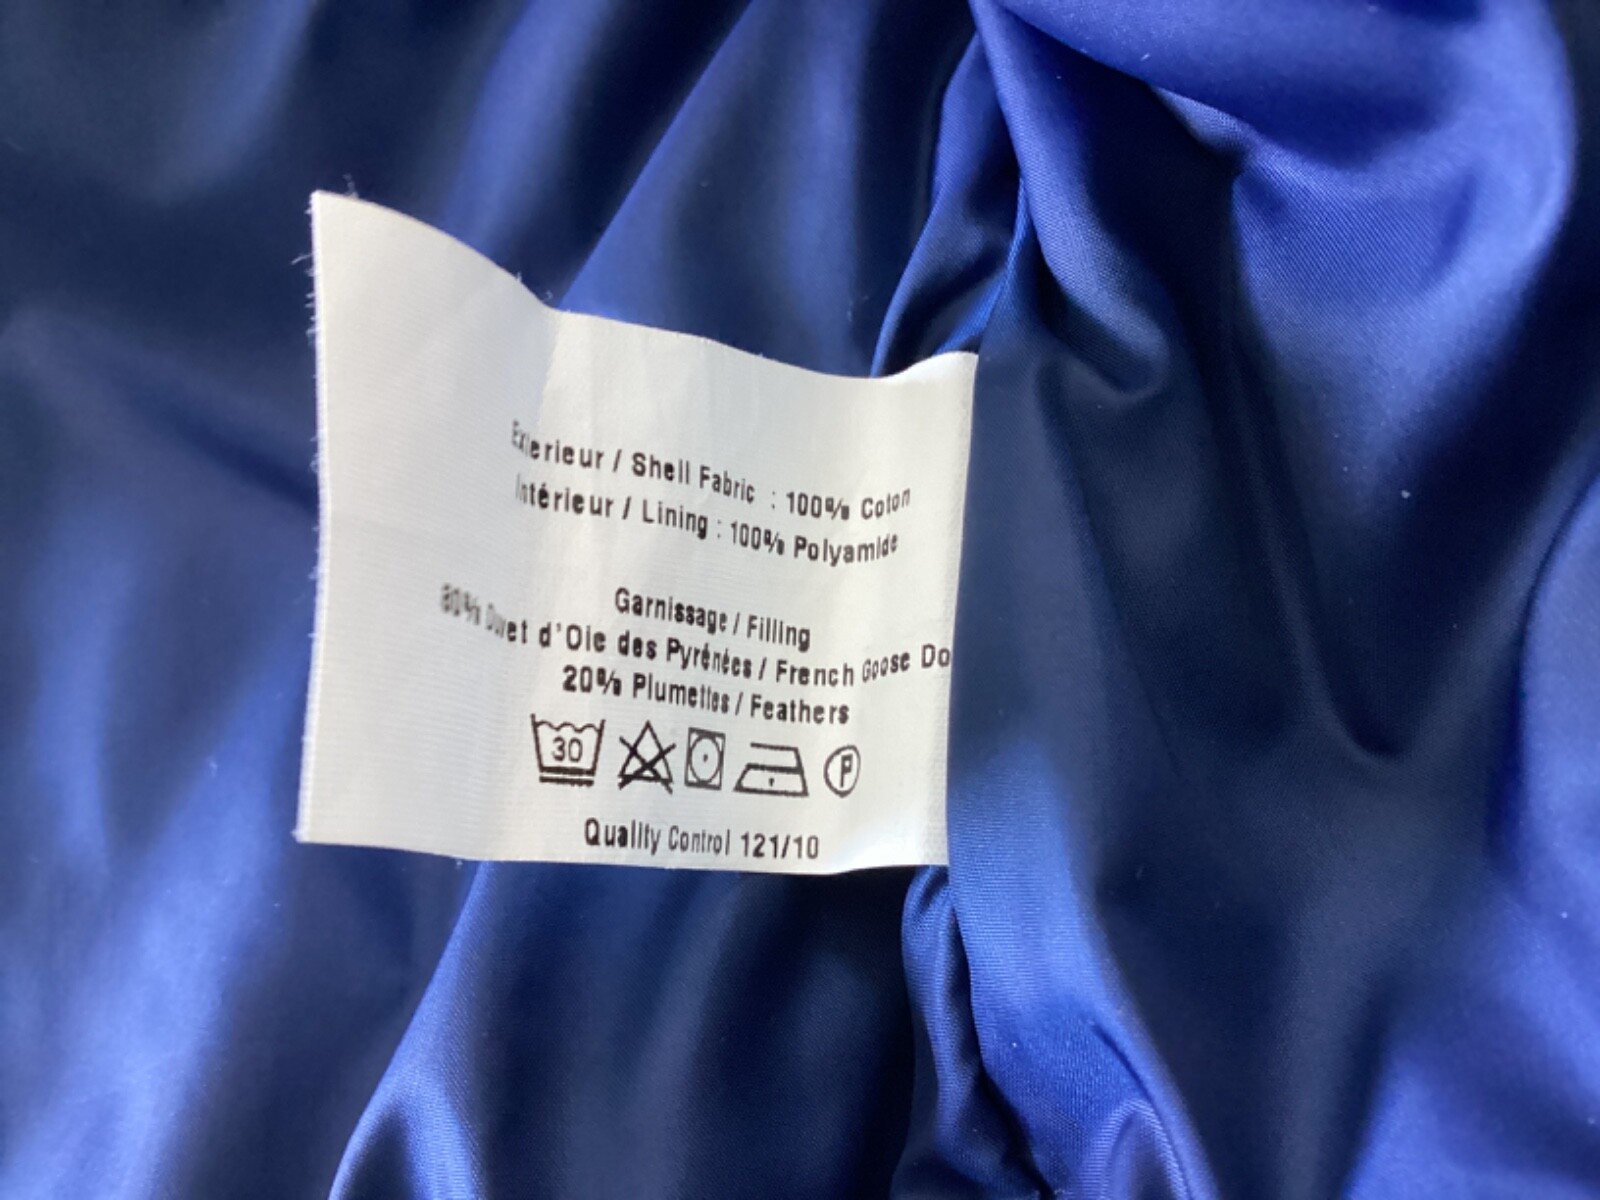 Exterieur / Shell Fabric : 100% Coton
Intérieur / Lining : 100% Polyamide
Garnissage / Filling
80% Duvet d'Oie des Pyrénées / French Goose Do
20% Plumettes / Feathers
30 P
Quality Control 121/10